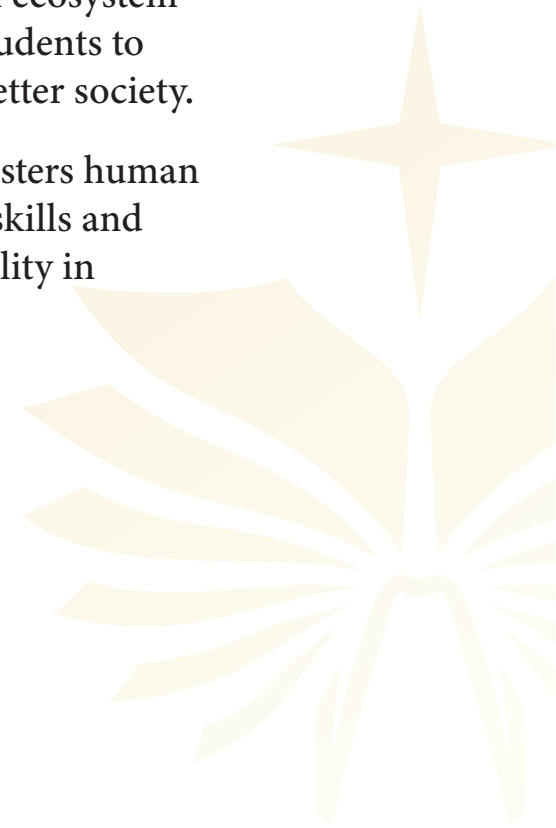 ecosystem
udents to
etter society.
sters human
skills and
lity in